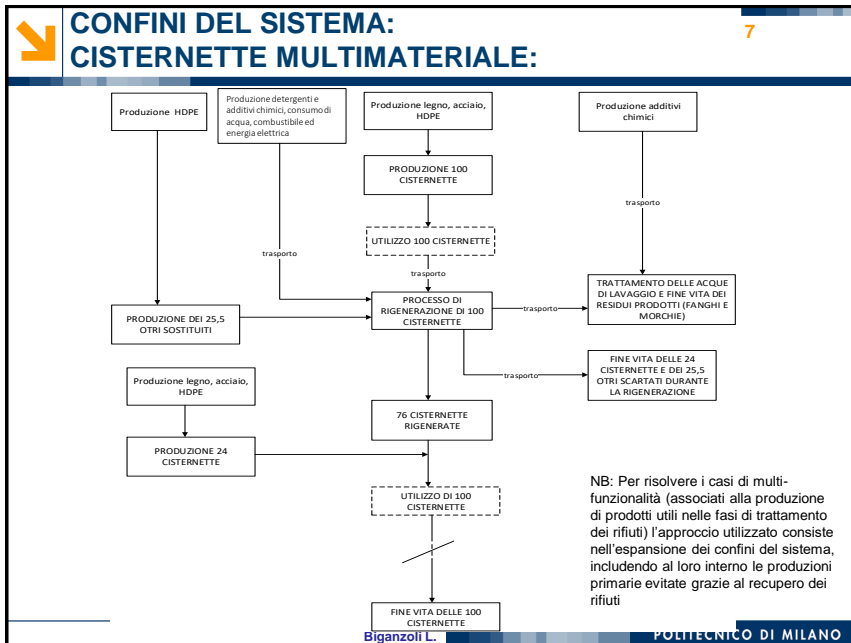 CONFINI DEL SISTEMA:
CISTERNETTE MULTIMATERIALE:
7
Produzione HDPE
Produzione detergenti e
additivi chimici, consumo di
acqua, combustibile ed
energia elettrica
Produzione legno, acciaio,
HDPE
Produzione additivi
chimici
PRODUZIONE 100
CISTERNETTE
trasporto
UTILIZZO 100 CISTERNETTE
trasporto
trasporto
PRODUZIONE DEI 25,5
OTRI SOSTITUITI
PROCESSO DI
RIGENERAZIONE DI 100
CISTERNETTE
trasporto
TRATTAMENTO DELLE ACQUE
DI LAVAGGIO E FINE VITA DEI
RESIDUI PRODOTTI (FANGHI E
MORCHIE)
trasporto
FINE VITA DELLE 24
CISTERNETTE E DEI 25,5
OTRI SCARTATI DURANTE
LA RIGENERAZIONE
Produzione legno, acciaio,
HDPE
76 CISTERNETTE
RIGENERATE
PRODUZIONE 24
CISTERNETTE
UTILIZZO DI 100
CISTERNETTE
NB: Per risolvere i casi di multi-
funzionalità (associati alla produzione
di prodotti utili nelle fasi di trattamento
dei rifiuti) l'approccio utilizzato consiste
nell'espansione dei confini del sistema,
includendo al loro interno le produzioni
primarie evitate grazie al recupero dei
rifiuti
FINE VITA DELLE 100
CISTERNETTE
Biganzoli L.
POLITECNICO DI MILANO